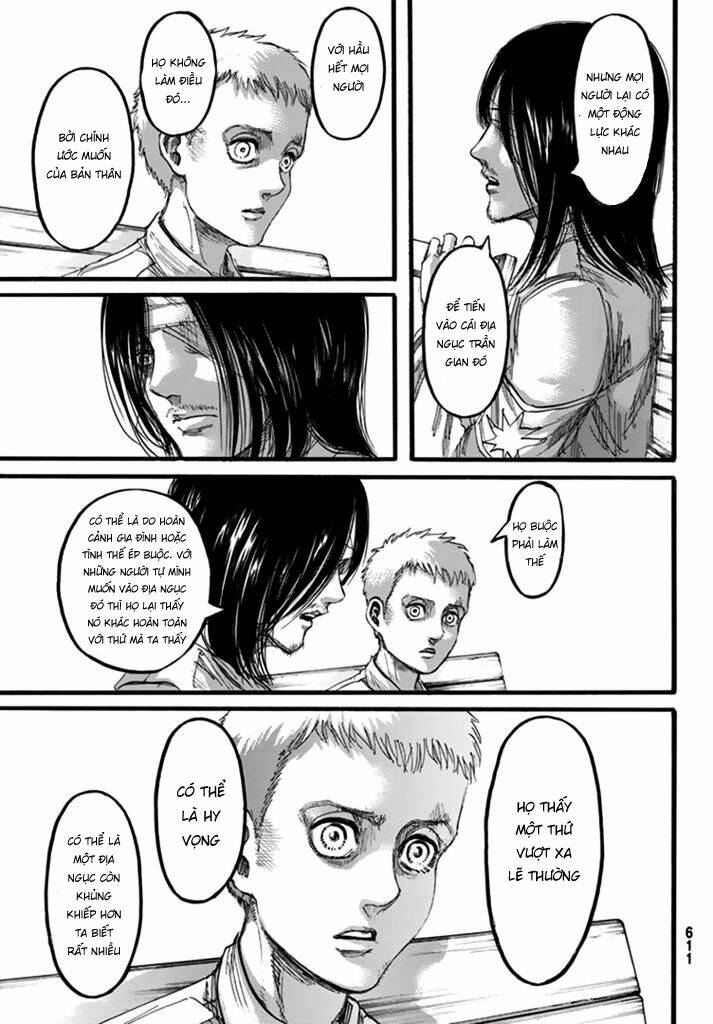 NHƯNG MỌI
NGƯỜI LẠI CÓ
MỘT ĐỘNG
LỰC KHÁC
NHAU
ĐỂ TIẾN
VÀO CÁI ĐỊA
NGỤC TRẦN
GIAN ĐÓ
VỚI HẦU
HẾT MỌI
NGƯỜI
HỌ KHÔNG
LÀM ĐIỀU
ĐÓ...
BỞI CHÍNH
ƯỚC MUỐN
CỦA BẢN THÂN
HỌ BUỘC
PHẢI LÀM
THẾ
CÓ THỂ LÀ DO HOÀN
CẢNH GIA ĐÌNH HOẶC
TÌNH THẾ ÉP BUỘC. VỚI
NHỮNG NGƯỜI TỰ MÌNH
MUỐN VÀO ĐỊA NGỤC
ĐÓ THÌ HỌ LẠI THẤY
NÓ KHÁC HOÀN TOÀN
VỚI THỨ MÀ TA THẤY
HỌ THẤY
MỘT THỨ
VƯỢT XA
LẼ THƯỜNG
CÓ THỂ
LÀ HY
VỌNG
CÓ THỂ LÀ
MỘT ĐỊA
NGỤC CÒN
KHỦNG
KHIẾP HƠN
TA BIẾT
RẤT NHIỀU
611